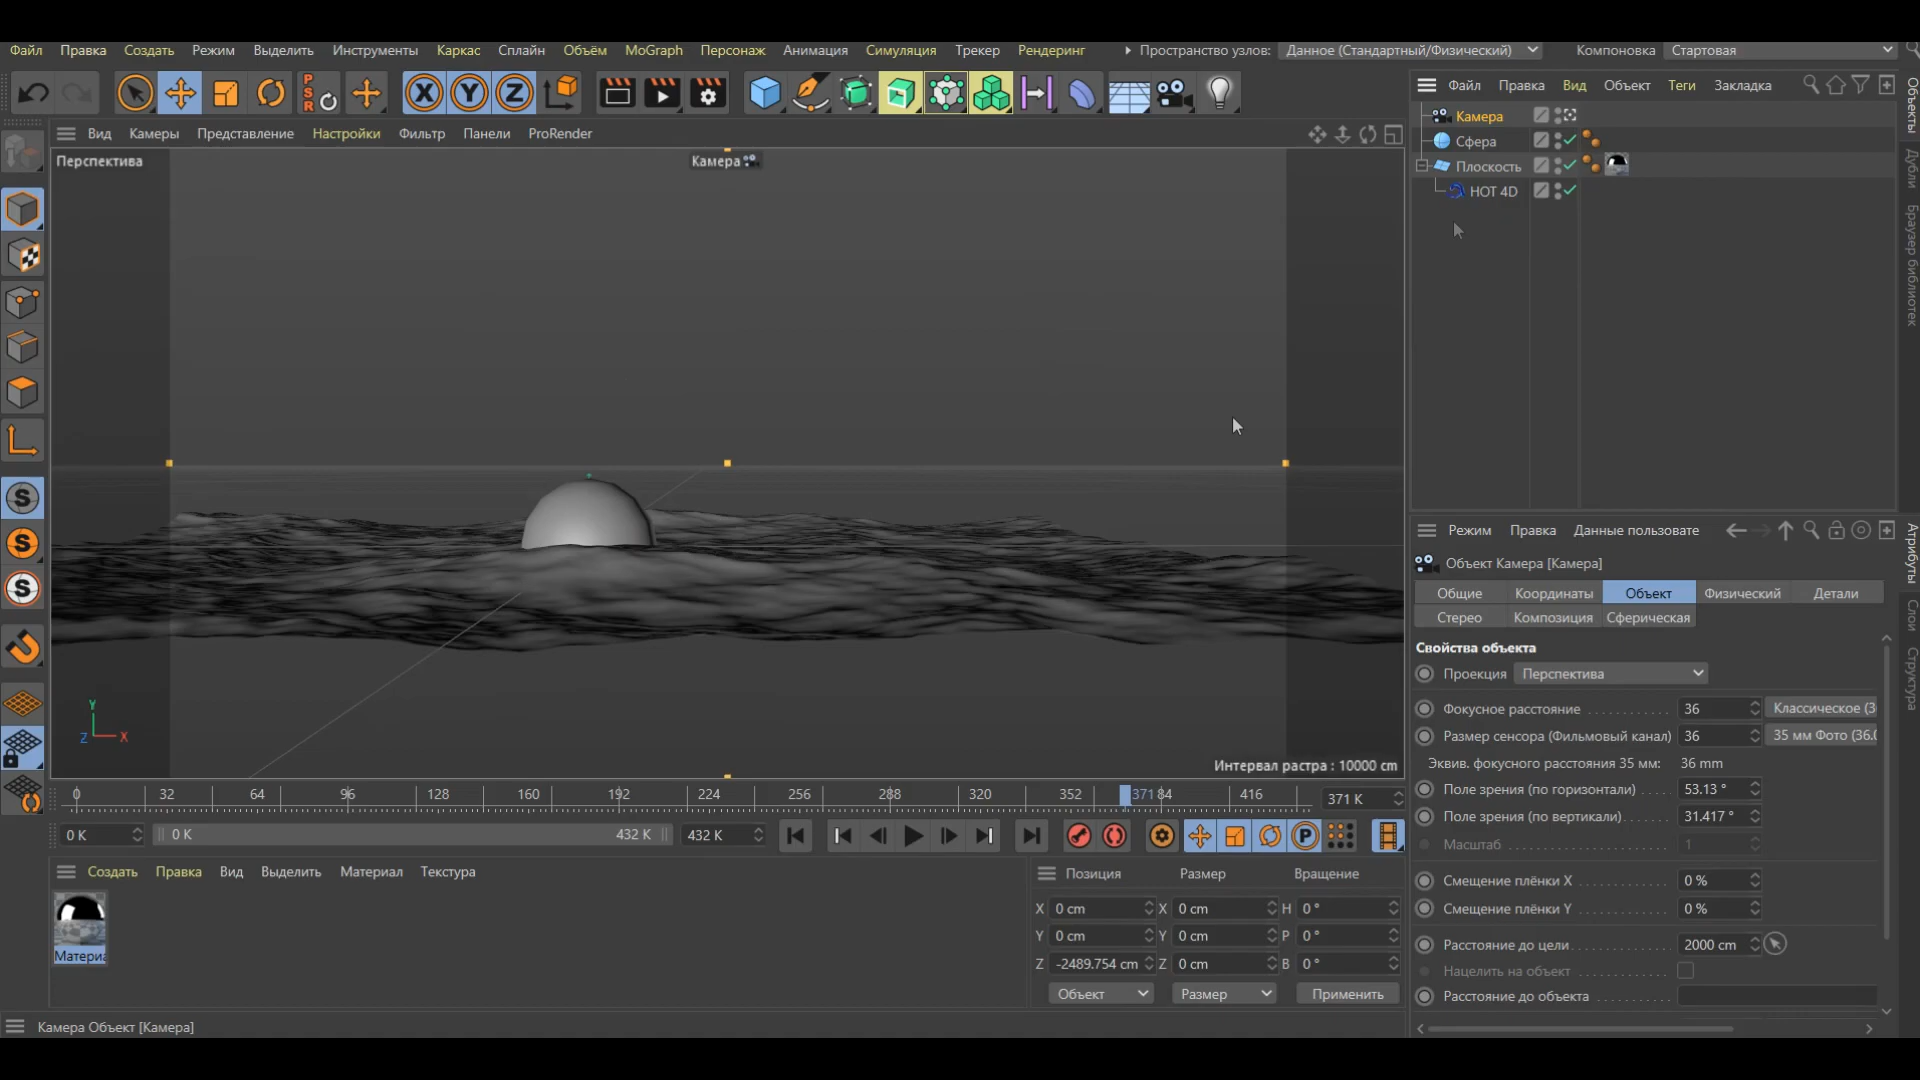 Файл Правка Создать Режим Выделить Инструменты Каркас Сплайн Объём MoGraph Персонаж Анимация Симуляция Трекер Рендеринг Пространство узлов: Данное (Стандартный/Физический) Компоновка Стартовая
PSR X Y Z
Файл Правка Вид Объект Теги Закладка
Вид Камеры Представление Настройки Фильтр Панели ProRender
Перспектива
Камера
Камера
Сфера
Плоскость
HOT 4D
Объекты
Дубли
Браузер библиотек
S
S
S
Y
Z X
Интервал растра : 10000 cm
Режим Правка Данные пользовате
Объект Камера [Камера]
Общие Координаты Объект Физический Детали
Стерео Композиция Сферическая
Атрибуты
Слои
Структура
Свойства объекта
Проекция Перспектива
Фокусное расстояние 36 Классическое (3
Размер сенсора (Фильмовый канал) 36 35 мм Фото (36.0
Эквив. фокусного расстояния 35 мм: 36 mm
Поле зрения (по горизонтали) 53.13 °
Поле зрения (по вертикали) 31.417 °
Масштаб 1
Смещение плёнки X 0 %
Смещение плёнки Y 0 %
Расстояние до цели 2000 cm
Нацелить на объект
Расстояние до объекта
0 32 64 96 128 160 192 224 256 288 320 352 371 84 416 371 K
0 K 0 K 432 K 432 K P
Создать Правка Вид Выделить Материал Текстура
Материа
Позиция Размер Вращение
X 0 cm X 0 cm H 0 °
Y 0 cm Y 0 cm P 0 °
Z -2489.754 cm Z 0 cm B 0 °
Объект Размер Применить
Камера Объект [Камера]